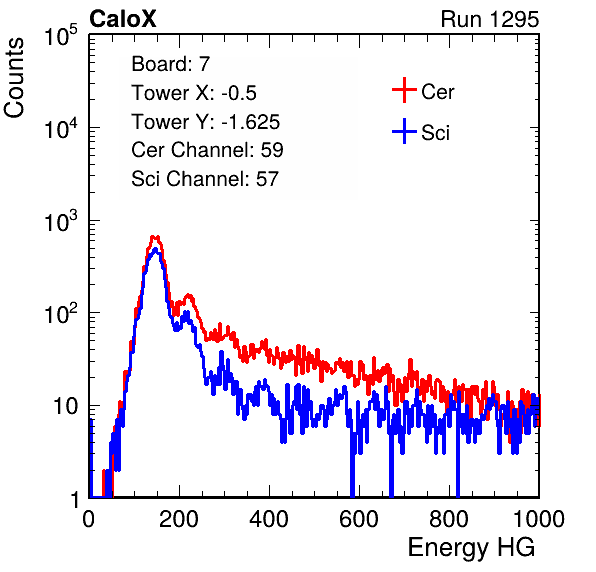 CaloX Run 1295
Counts
10^5
Board: 7
Tower X: -0.5
Tower Y: -1.625
Cer Channel: 59
Sci Channel: 57
Cer
Sci
10^4
10^3
10^2
10
1
0 200 400 600 800 1000
Energy HG